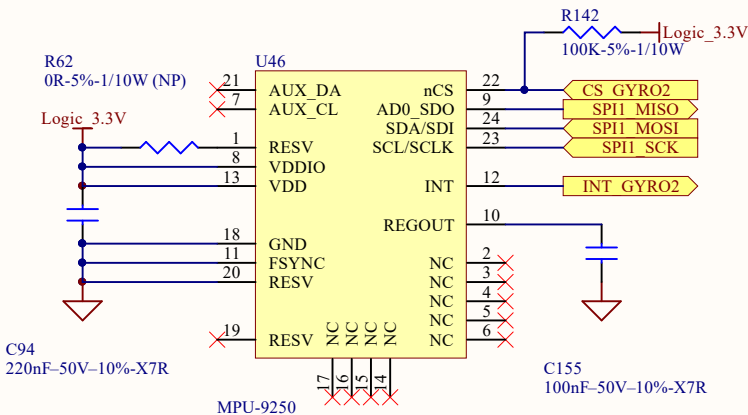 R142
Logic_3.3V
100K-5%-1/10W
R62
0R-5%-1/10W (NP)
U46
21 AUX_DA
7 AUX_CL
nCS 22 CS_GYRO2
AD0_SDO 9 SPI1_MISO
SDA/SDI 24 SPI1_MOSI
SCL/SCLK 23 SPI1_SCK
Logic_3.3V
1 RESV
8 VDDIO
13 VDD
INT 12 INT_GYRO2
REGOUT 10
18 GND
11 FSYNC
20 RESV
NC 2
NC 3
NC 4
NC 5
NC 6
19 RESV
NC 17
NC 16
NC 15
NC 14
C94
220nF–50V–10%-X7R
C155
100nF–50V–10%-X7R
MPU-9250